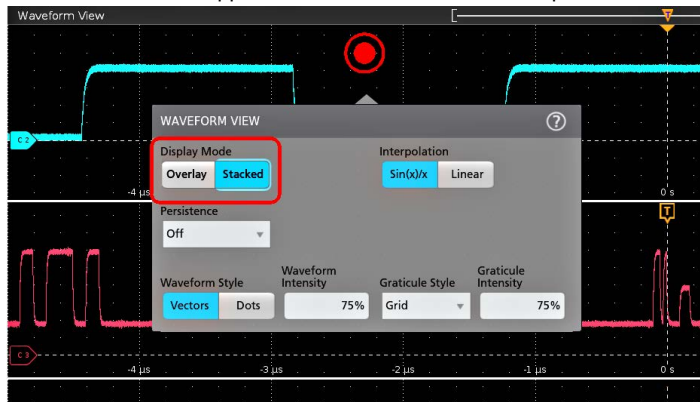 Waveform View
T
C 2
WAVEFORM VIEW
?
Display Mode
Interpolation
Overlay
Stacked
Sin(x)/x
Linear
-4 µs
0 s
Persistence
T
Off
Waveform Style
Waveform
Intensity
Graticule Style
Graticule
Intensity
Vectors
Dots
75%
Grid
75%
C 3
-4 µs
-3 µs
-2 µs
-1 µs
0 s